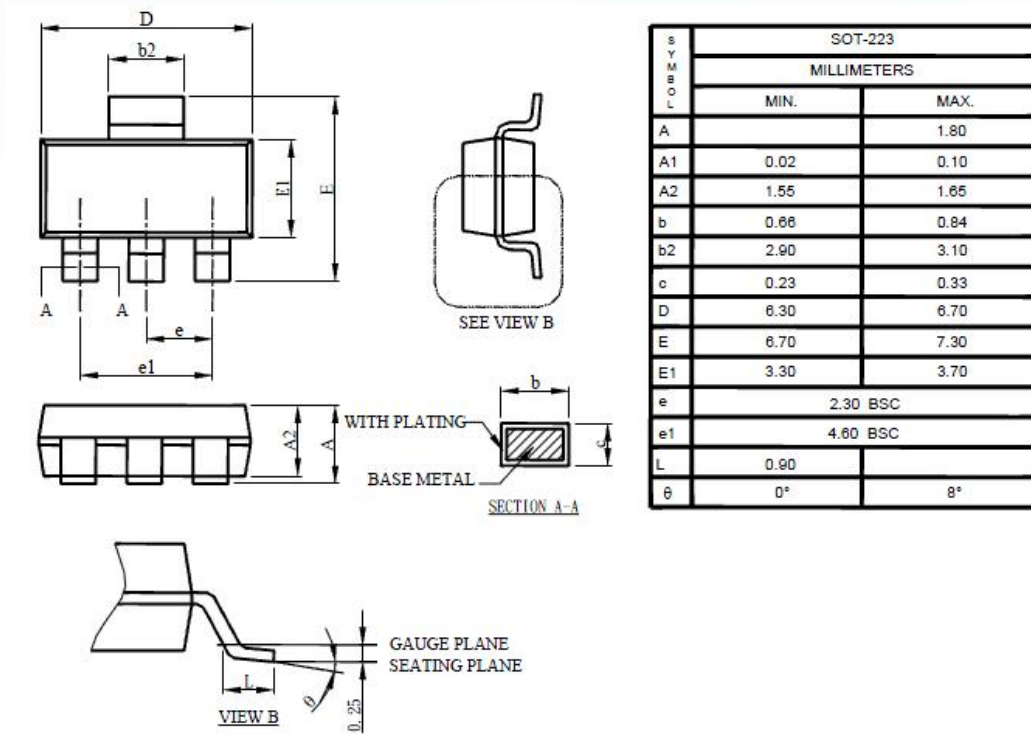 D
b2
E1
E
A
A
e
e1
SEE VIEW B
A2
A
b
WITH PLATING
c
BASE METAL
SECTION A-A
GAUGE PLANE
SEATING PLANE
L
θ
0.25
VIEW B
SYMBOL
SOT-223
MILLIMETERS
MIN. MAX.
A 1.80
A1 0.02 0.10
A2 1.55 1.65
b 0.66 0.84
b2 2.90 3.10
c 0.23 0.33
D 6.30 6.70
E 6.70 7.30
E1 3.30 3.70
e 2.30 BSC
e1 4.60 BSC
L 0.90
θ 0° 8°